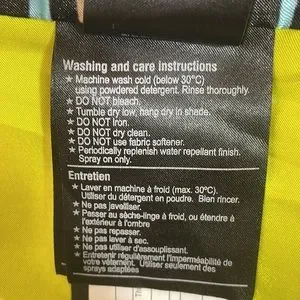 Washing and care instructions
★ Machine wash cold (below 30°C)
using powdered detergent. Rinse thoroughly.
★ DO NOT bleach.
★ Tumble dry low, hang dry in shade.
★ DO NOT iron.
★ DO NOT dry clean.
★ DO NOT use fabric softener.
★ Periodically replenish water repellant finish.
Spray on only.
Entretien
★ Laver en machine à froid (max. 30°C).
Utiliser du détergent en poudre. Bien rincer.
★ Ne pas javelliser.
★ Passer au sèche-linge à froid, ou étendre à
l'extérieur à l'ombre
★ Ne pas repasser.
★ Ne pas lever à sec.
★ Ne pas utiliser d'assouplissant.
★ Entretenir régulièrement l'imperméabilité de
votre vêtement. Utiliser seulement des
sprays adaptées